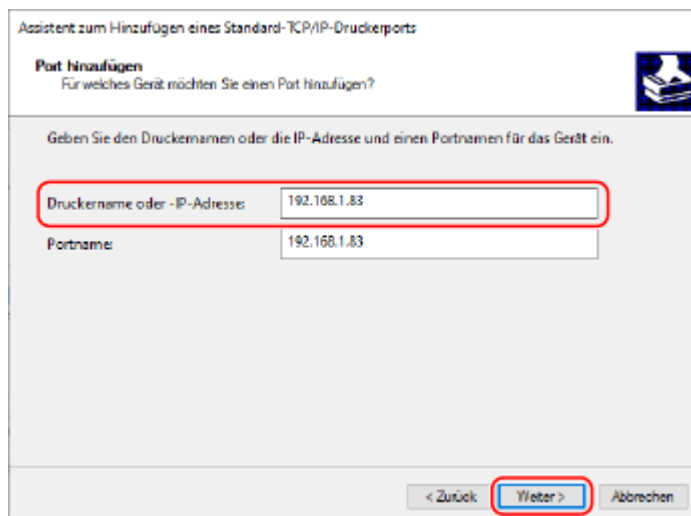 Assistent zum Hinzufügen eines Standard-TCP/IP-Druckerports
Port hinzufügen
Für welches Gerät möchten Sie einen Port hinzufügen?
Geben Sie den Druckernamen oder die IP-Adresse und einen Portnamen für das Gerät ein.
Druckername oder -IP-Adresse: 192.168.1.83
Portname: 192.168.1.83
< Zurück Weiter > Abbrechen